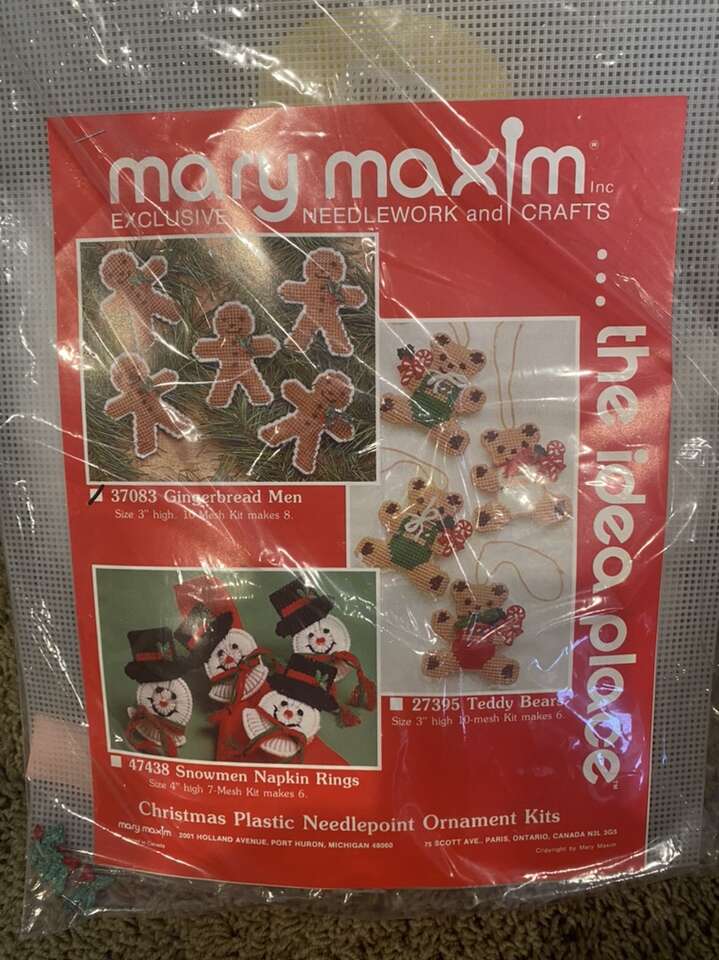 mary maxim® Inc
EXCLUSIVE NEEDLEWORK and CRAFTS
... the idea place™
37083 Gingerbread Men
Size 3" high. 10-Mesh Kit makes 8.
27395 Teddy Bears
Size 3" high 10-mesh Kit makes 6.
47438 Snowmen Napkin Rings
Size 4" high 7-Mesh Kit makes 6.
Christmas Plastic Needlepoint Ornament Kits
mary maxim 2001 HOLLAND AVENUE, PORT HURON, MICHIGAN 48060 75 SCOTT AVE., PARIS, ONTARIO, CANADA N3L 3G5
in Canada Copyright by Mary Maxim